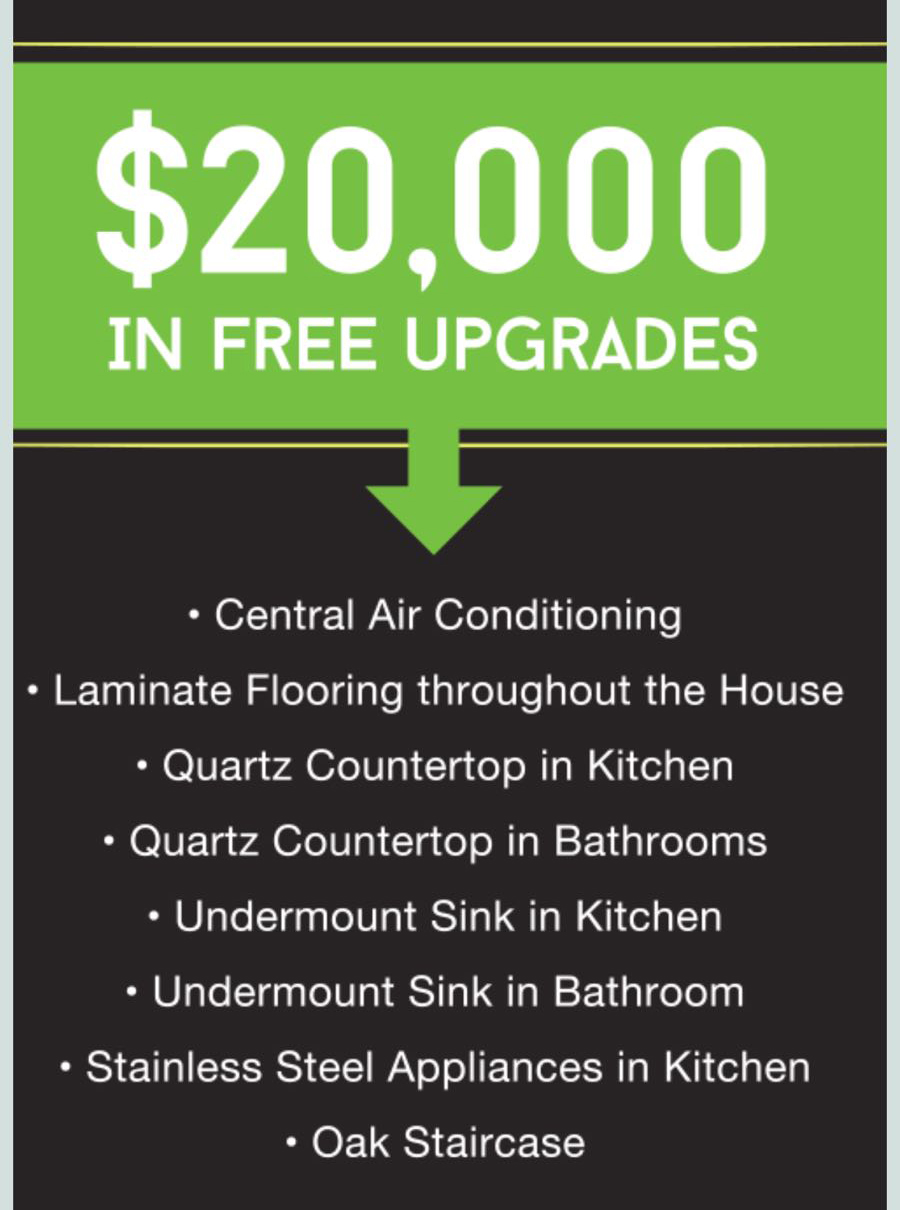 $20,000
IN FREE UPGRADES
• Central Air Conditioning
• Laminate Flooring throughout the House
• Quartz Countertop in Kitchen
• Quartz Countertop in Bathrooms
• Undermount Sink in Kitchen
• Undermount Sink in Bathroom
• Stainless Steel Appliances in Kitchen
• Oak Staircase